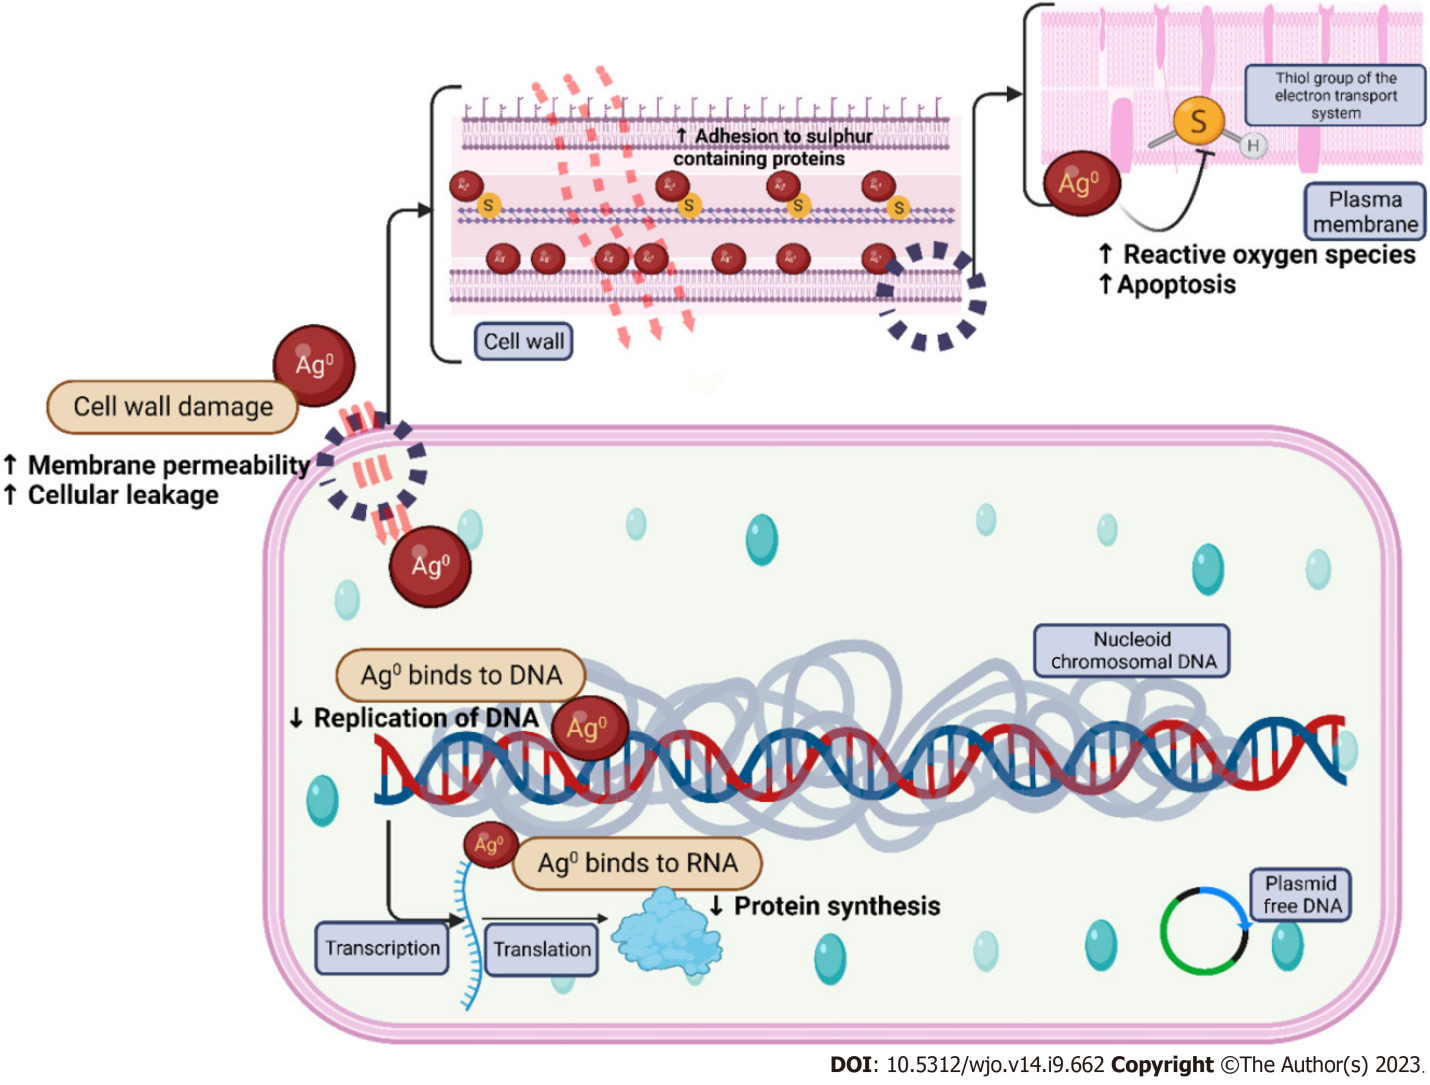 Thiol group of the
electron transport
system
S
H
Ag⁰
Plasma
membrane
↑ Reactive oxygen species
↑ Apoptosis
↑ Adhesion to sulphur
containing proteins
S
S
S
S
Cell wall
Ag⁰
Cell wall damage
↑ Membrane permeability
↑ Cellular leakage
Ag⁰
Nucleoid
chromosomal DNA
Ag⁰ binds to DNA
↓ Replication of DNA
Ag⁰
Ag⁰
Ag⁰ binds to RNA
↓ Protein synthesis
Plasmid
free DNA
Transcription
Translation
DOI: 10.5312/wjo.v14.i9.662 Copyright ©The Author(s) 2023.